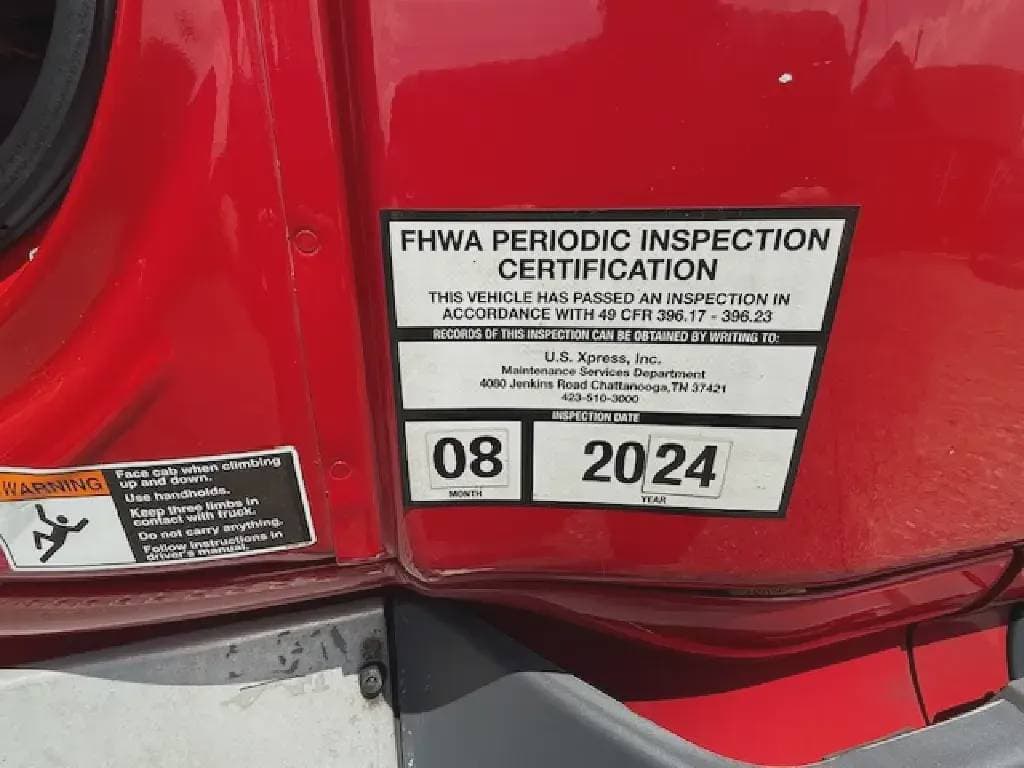 FHWA PERIODIC INSPECTION
CERTIFICATION
THIS VEHICLE HAS PASSED AN INSPECTION IN
ACCORDANCE WITH 49 CFR 396.17 - 396.23
RECORDS OF THIS INSPECTION CAN BE OBTAINED BY WRITING TO:
U.S. Xpress, Inc.
Maintenance Services Department
4080 Jenkins Road Chattanooga, TN 37421
423-510-3000
INSPECTION DATE
08 2024
MONTH YEAR
WARNING
Face cab when climbing
up and down.
Use handholds.
Keep three limbs in
contact with truck.
Do not carry anything.
Follow instructions in
driver's manual.